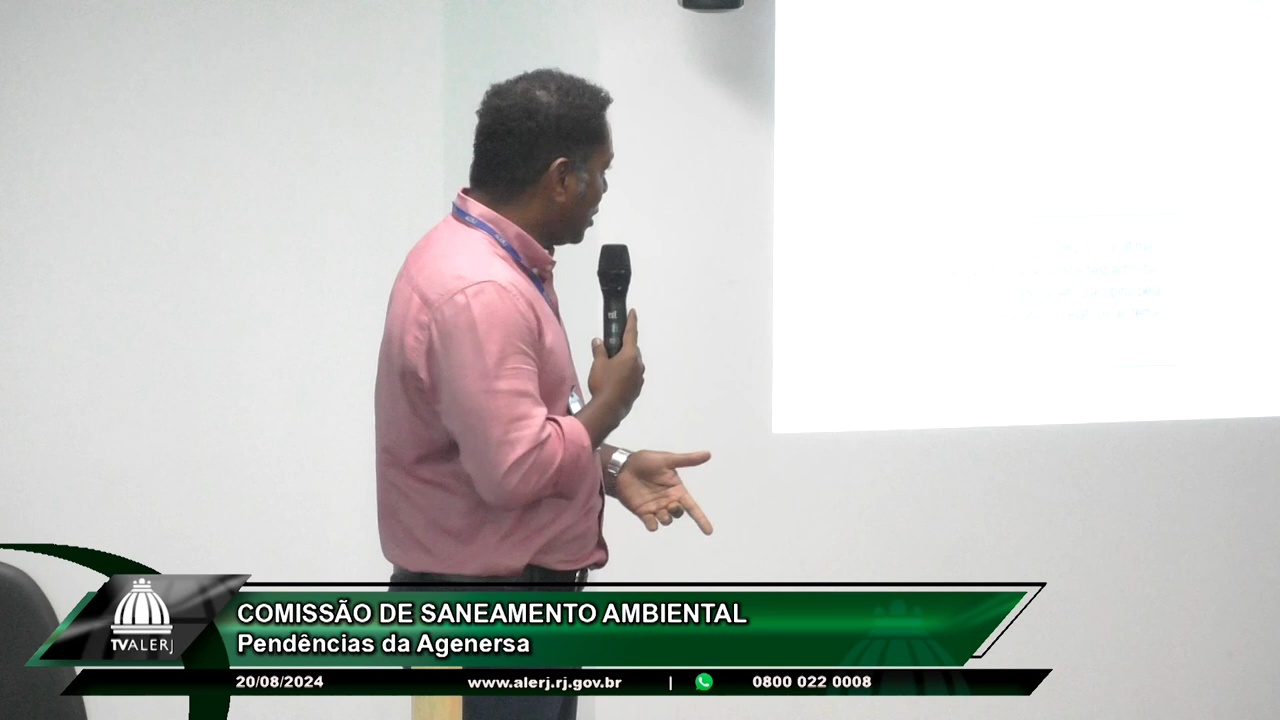 COMISSÃO DE SANEAMENTO AMBIENTAL
Pendências da Agenersa
TVALERJ
20/08/2024 www.alerj.rj.gov.br | 0800 022 0008